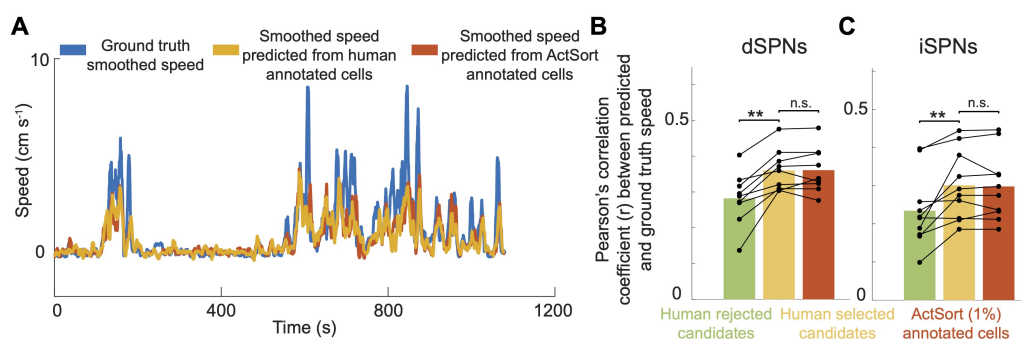 A
10
Ground truth
smoothed speed
Smoothed speed
predicted from human
annotated cells
Smoothed speed
predicted from ActSort
annotated cells
Speed (cm s⁻¹)
0
0
400
800
1200
Time (s)
B
dSPNs
Pearson's correlation
coefficient (r) between predicted
and ground truth speed
0.5
0
**
n.s.
C
iSPNs
0.5
0
**
n.s.
Human rejected
candidates
Human selected
candidates
ActSort (1%)
annotated cells